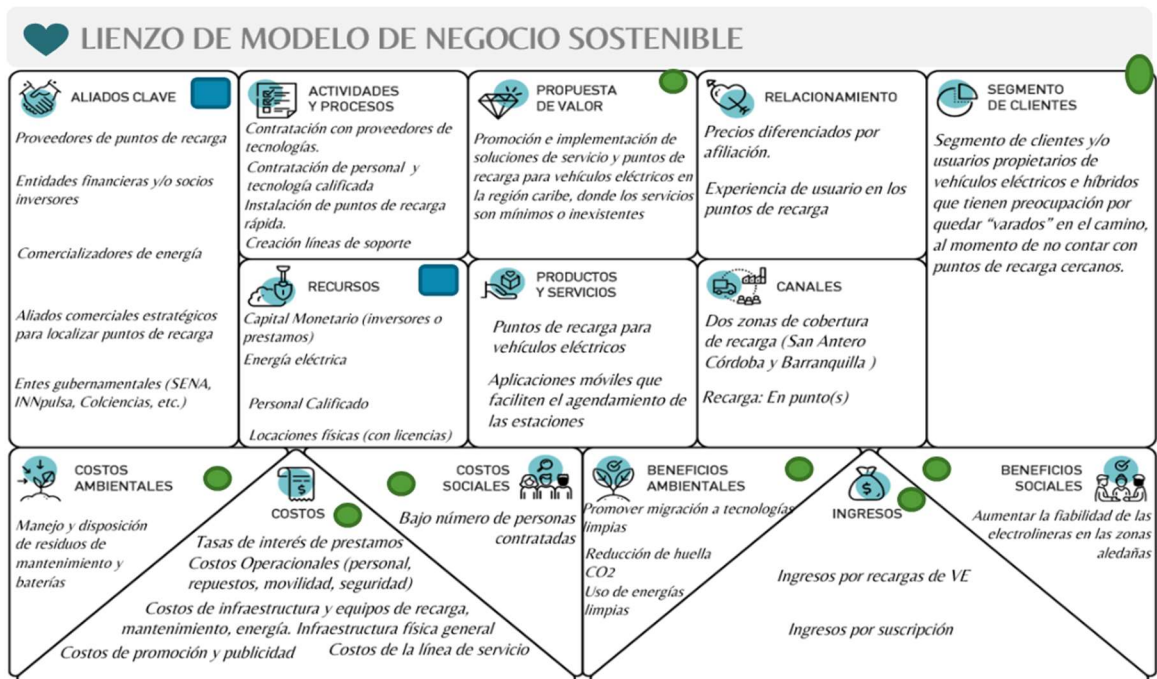 LIENZO DE MODELO DE NEGOCIO SOSTENIBLE
ALIADOS CLAVE
Proveedores de puntos de recarga
Entidades financieras y/o socios
inversores
Comercializadores de energía
Aliados comerciales estratégicos
para localizar puntos de recarga
Entes gubernamentales (SENA,
INNpulsa, Colciencias, etc.)
ACTIVIDADES
Y PROCESOS
Contratación con proveedores de
tecnologías.
Contratación de personal y
tecnología calificada
Instalación de puntos de recarga
rápida.
Creación líneas de soporte
RECURSOS
Capital Monetario (inversores o
prestamos)
Energía eléctrica
Personal Calificado
Locaciones físicas (con licencias)
PROPUESTA
DE VALOR
Promoción e implementación de
soluciones de servicio y puntos de
recarga para vehículos eléctricos en
la región caribe, donde los servicios
son mínimos o inexistentes
PRODUCTOS
Y SERVICIOS
Puntos de recarga para
vehículos eléctricos
Aplicaciones móviles que
faciliten el agendamiento de
las estaciones
RELACIONAMIENTO
Precios diferenciados por
afiliación.
Experiencia de usuario en los
puntos de recarga
CANALES
Dos zonas de cobertura
de recarga (San Antero
Córdoba y Barranquilla )
Recarga: En punto(s)
SEGMENTO
DE CLIENTES
Segmento de clientes y/o
usuarios propietarios de
vehículos eléctricos e híbridos
que tienen preocupación por
quedar “varados” en el camino,
al momento de no contar con
puntos de recarga cercanos.
COSTOS
AMBIENTALES
Manejo y disposición
de residuos de
mantenimiento y
baterías
$
COSTOS
Tasas de interés de prestamos
Costos Operacionales (personal,
repuestos, movilidad, seguridad)
Costos de infraestructura y equipos de recarga,
mantenimiento, energía. Infraestructura física general
Costos de promoción y publicidad
Costos de la línea de servicio
COSTOS
SOCIALES
Bajo número de personas
contratadas
BENEFICIOS
AMBIENTALES
Promover migración a tecnologías
limpias
Reducción de huella
CO2
Uso de energías
limpias
$
INGRESOS
Ingresos por recargas de VE
Ingresos por suscripción
BENEFICIOS
SOCIALES
Aumentar la fiabilidad de las
electrolineras en las zonas
aledañas